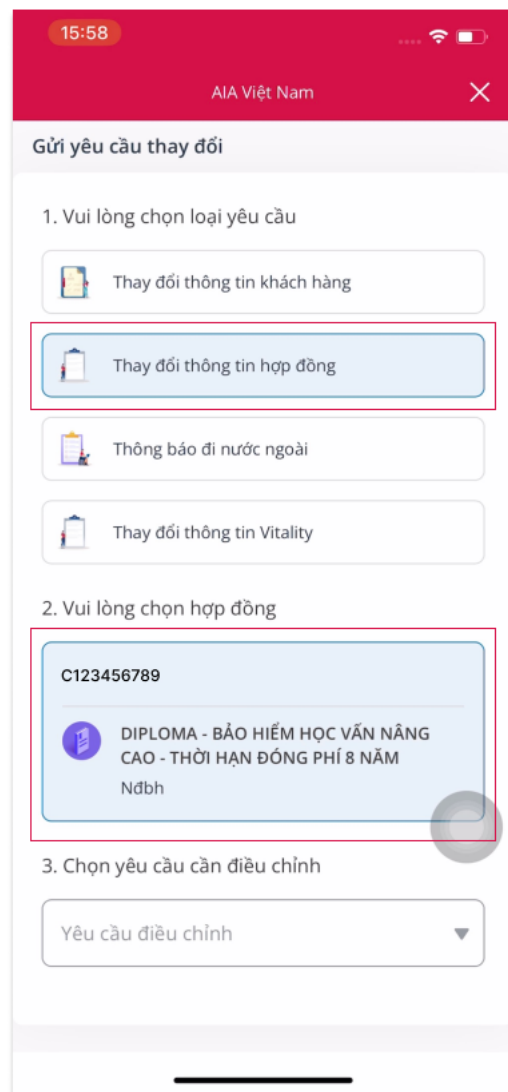 15:58
AIA Việt Nam
Gửi yêu cầu thay đổi
1. Vui lòng chọn loại yêu cầu
Thay đổi thông tin khách hàng
Thay đổi thông tin hợp đồng
Thông báo đi nước ngoài
Thay đổi thông tin Vitality
2. Vui lòng chọn hợp đồng
C123456789
DIPLOMA - BẢO HIỂM HỌC VẤN NÂNG
CAO - THỜI HẠN ĐÓNG PHÍ 8 NĂM
Nđbh
3. Chọn yêu cầu cần điều chỉnh
Yêu cầu điều chỉnh